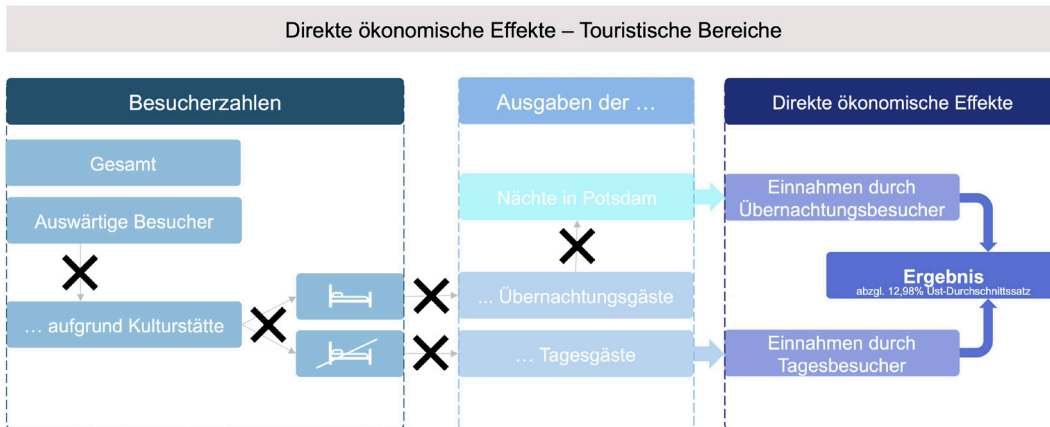 Direkte ökonomische Effekte – Touristische Bereiche
Besucherzahlen
Ausgaben der …
Direkte ökonomische Effekte
Gesamt
Auswärtige Besucher
… aufgrund Kulturstätte
Nächte in Potsdam
... Übernachtungsgäste
... Tagesgäste
Einnahmen durch
Übernachtungsbesucher
Ergebnis
abzgl. 12,98% Ust-Durchschnittssatz
Einnahmen durch
Tagesbesucher